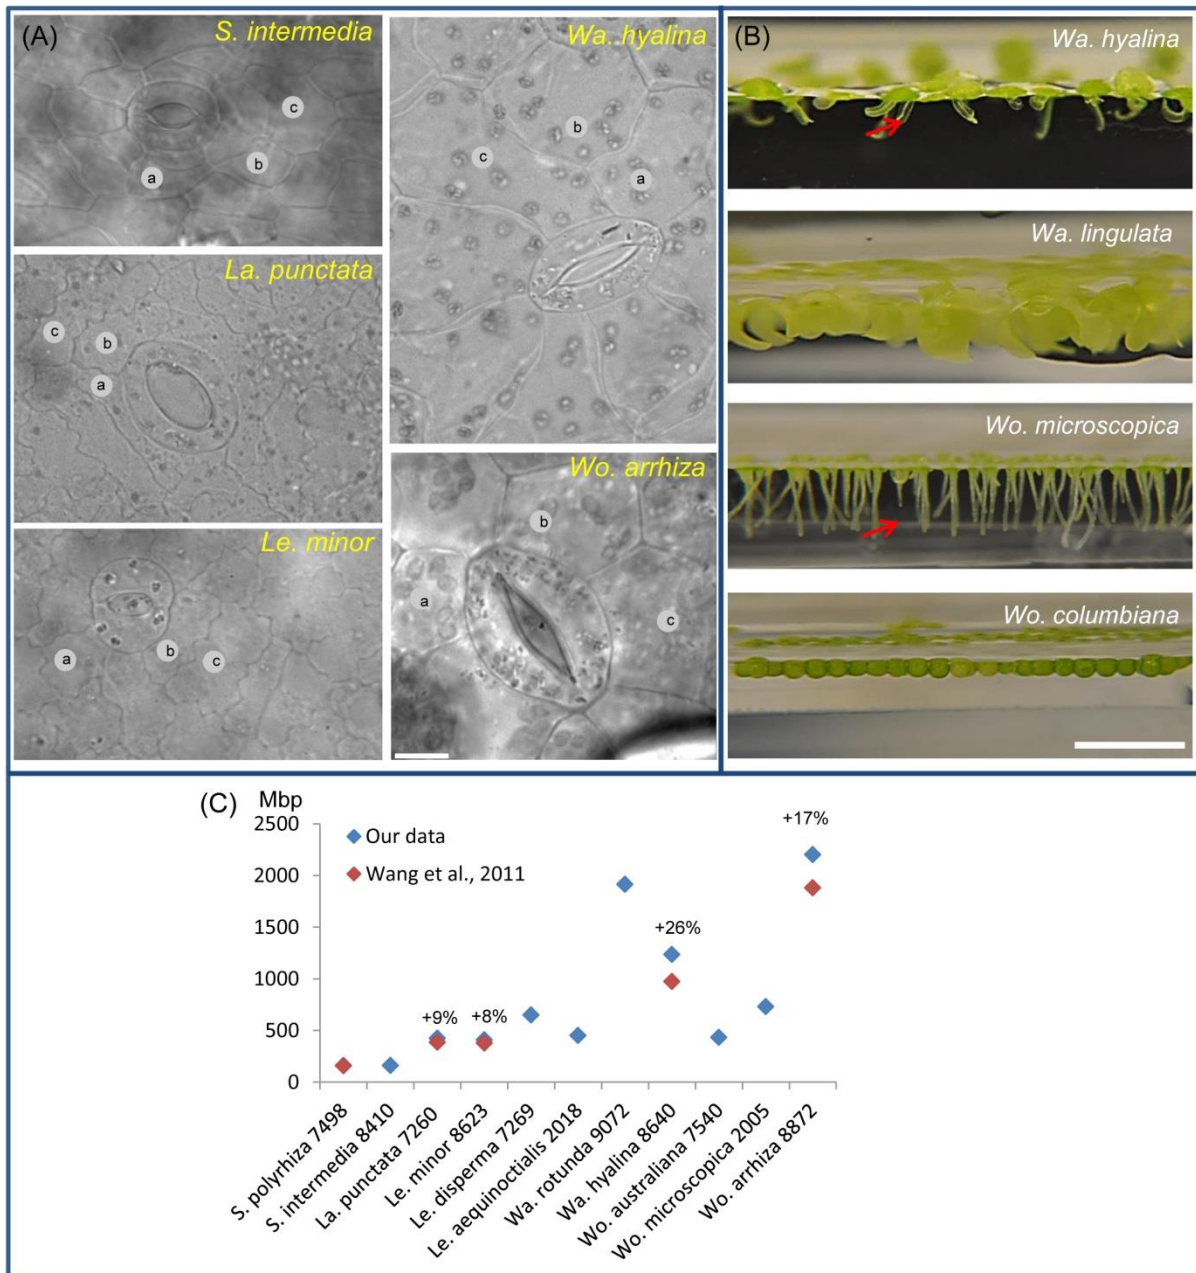 (A)
S. intermedia
c
b
a
La. punctata
c
b
a
Le. minor
a
b
c
Wa. hyalina
b
c
a
Wo. arrhiza
b
a
c
(B)
Wa. hyalina
Wa. lingulata
Wo. microscopica
Wo. columbiana
(C)
Mbp
2500
2000
1500
1000
500
0
Our data
Wang et al., 2011
+9%
+8%
+26%
+17%
S. polyrhiza 7498
S. intermedia 8410
La. punctata 7260
Le. minor 8623
Le. disperma 7269
Le. aequinoctialis 2018
Wa. rotunda 9072
Wa. hyalina 8640
Wo. australiana 7540
Wo. microscopica 2005
Wo. arrhiza 8872